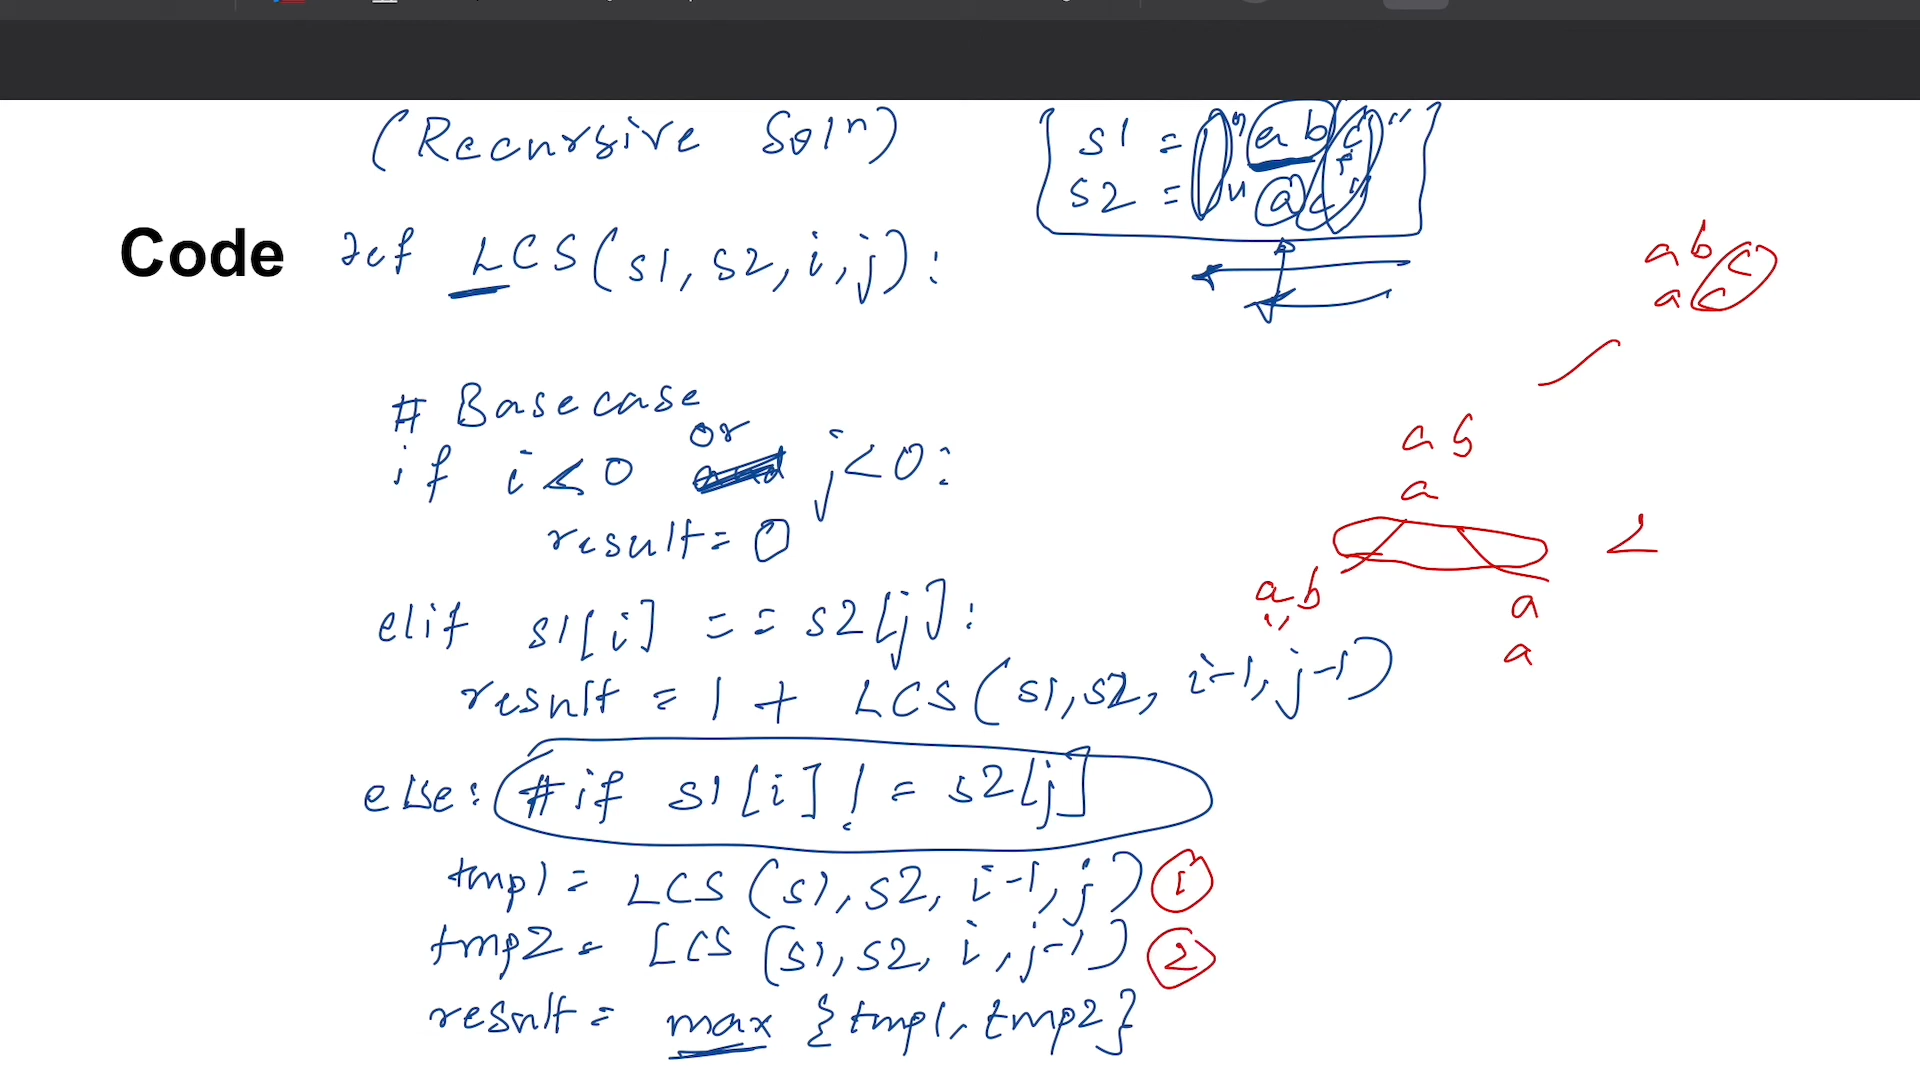 (Recursive Solⁿ)
s1 = "abc"
s2 = "ac"
Code
def LCS(s1, s2, i, j):
abc
ac
# Basecase
or
if i<0 j<0:
result = 0
ab
a
elif s1[i] == s2[j]:
ab
a
a
result = 1 + LCS(s1, s2, i-1, j-1)
else: #if s1[i] != s2[j]
tmp1 = LCS(s1, s2, i-1, j) 1
tmp2 = LCS(s1, s2, i, j-1) 2
result = max {tmp1, tmp2}